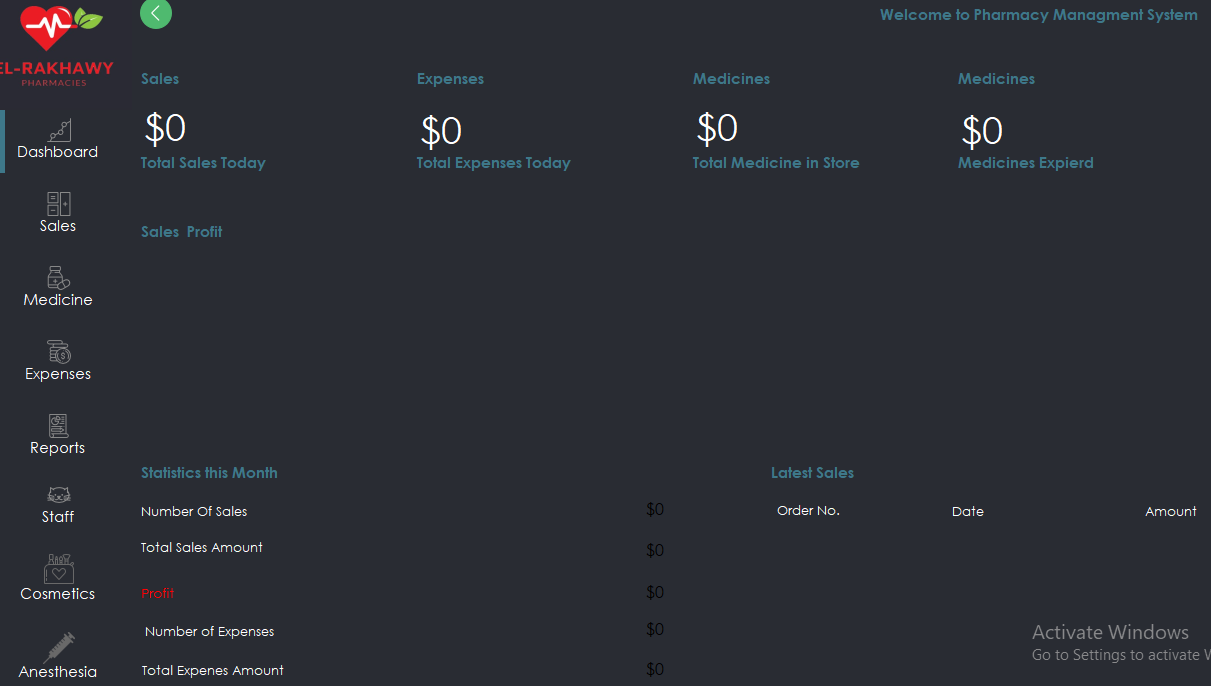 EL-RAKHAWY
PHARMACIES
Welcome to Pharmacy Managment System
Dashboard
Sales
Medicine
Expenses
Reports
Staff
Cosmetics
Anesthesia
Sales
$0
Total Sales Today
Expenses
$0
Total Expenses Today
Medicines
$0
Total Medicine in Store
Medicines
$0
Medicines Expierd
Sales Profit
Statistics this Month
Number Of Sales $0
Total Sales Amount $0
Profit $0
Number of Expenses $0
Total Expenes Amount $0
Latest Sales
Order No. Date Amount
Activate Windows
Go to Settings to activate W